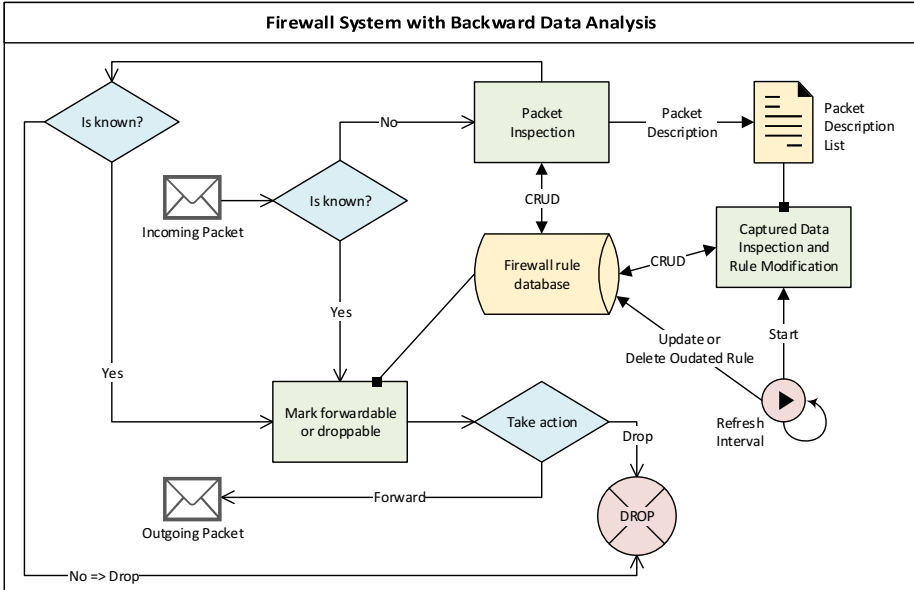 Firewall System with Backward Data Analysis
Is known?
No
Packet
Inspection
Packet
Description
Packet
Description
List
Incoming Packet
Is known?
CRUD
Captured Data
Inspection and
Rule Modification
Firewall rule
database
CRUD
Yes
Start
Update or
Delete Oudated Rule
Yes
Mark forwardable
or droppable
Take action
Drop
Refresh
Interval
Forward
Outgoing Packet
DROP
No => Drop